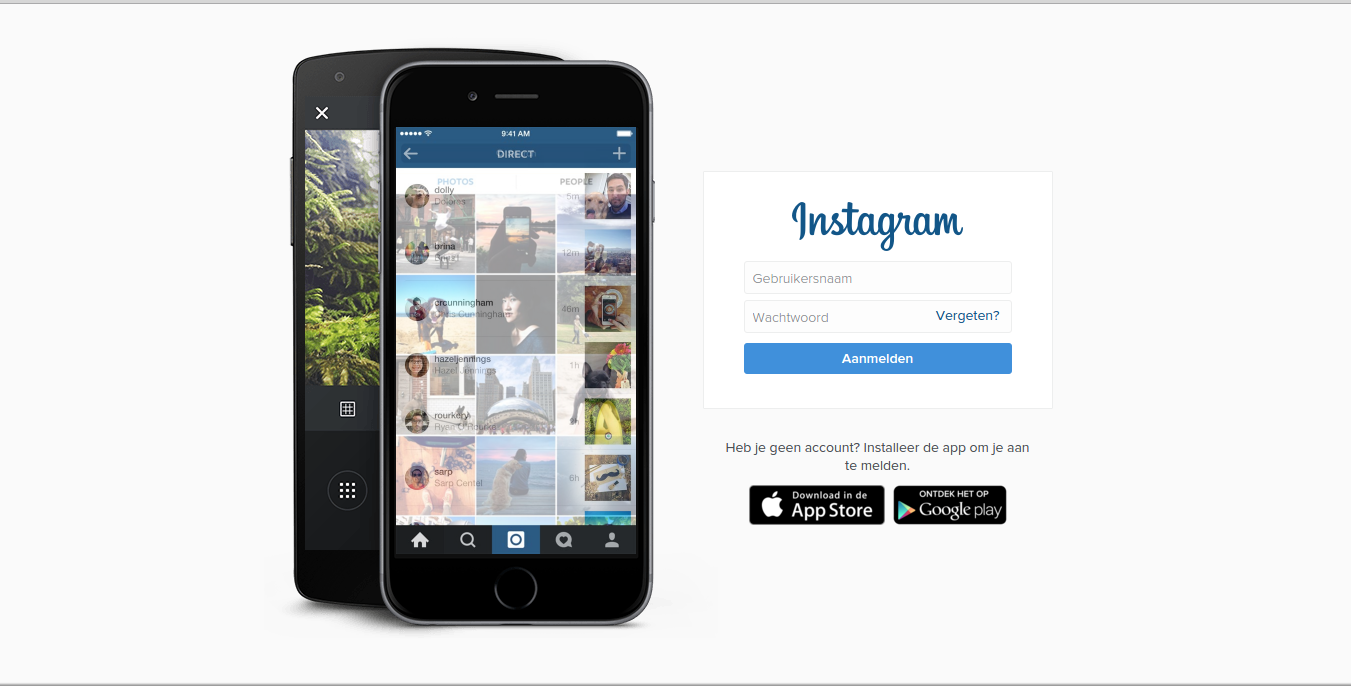 9:41 AM
DIRECT
PHOTOS PEOPLE
dolly
Dolores
5m
brina
12m
crcunningham
Chris Cunningham
46m
hazeljennings
Hazel Jennings
1h
rourkery
Ryan O'Rourke
sarp
Sarp Centel
6h
Instagram
Gebruikersnaam
Wachtwoord Vergeten?
Aanmelden
Heb je geen account? Installeer de app om je aan
te melden.
Download in de
App Store
ONTDEK HET OP
Google play